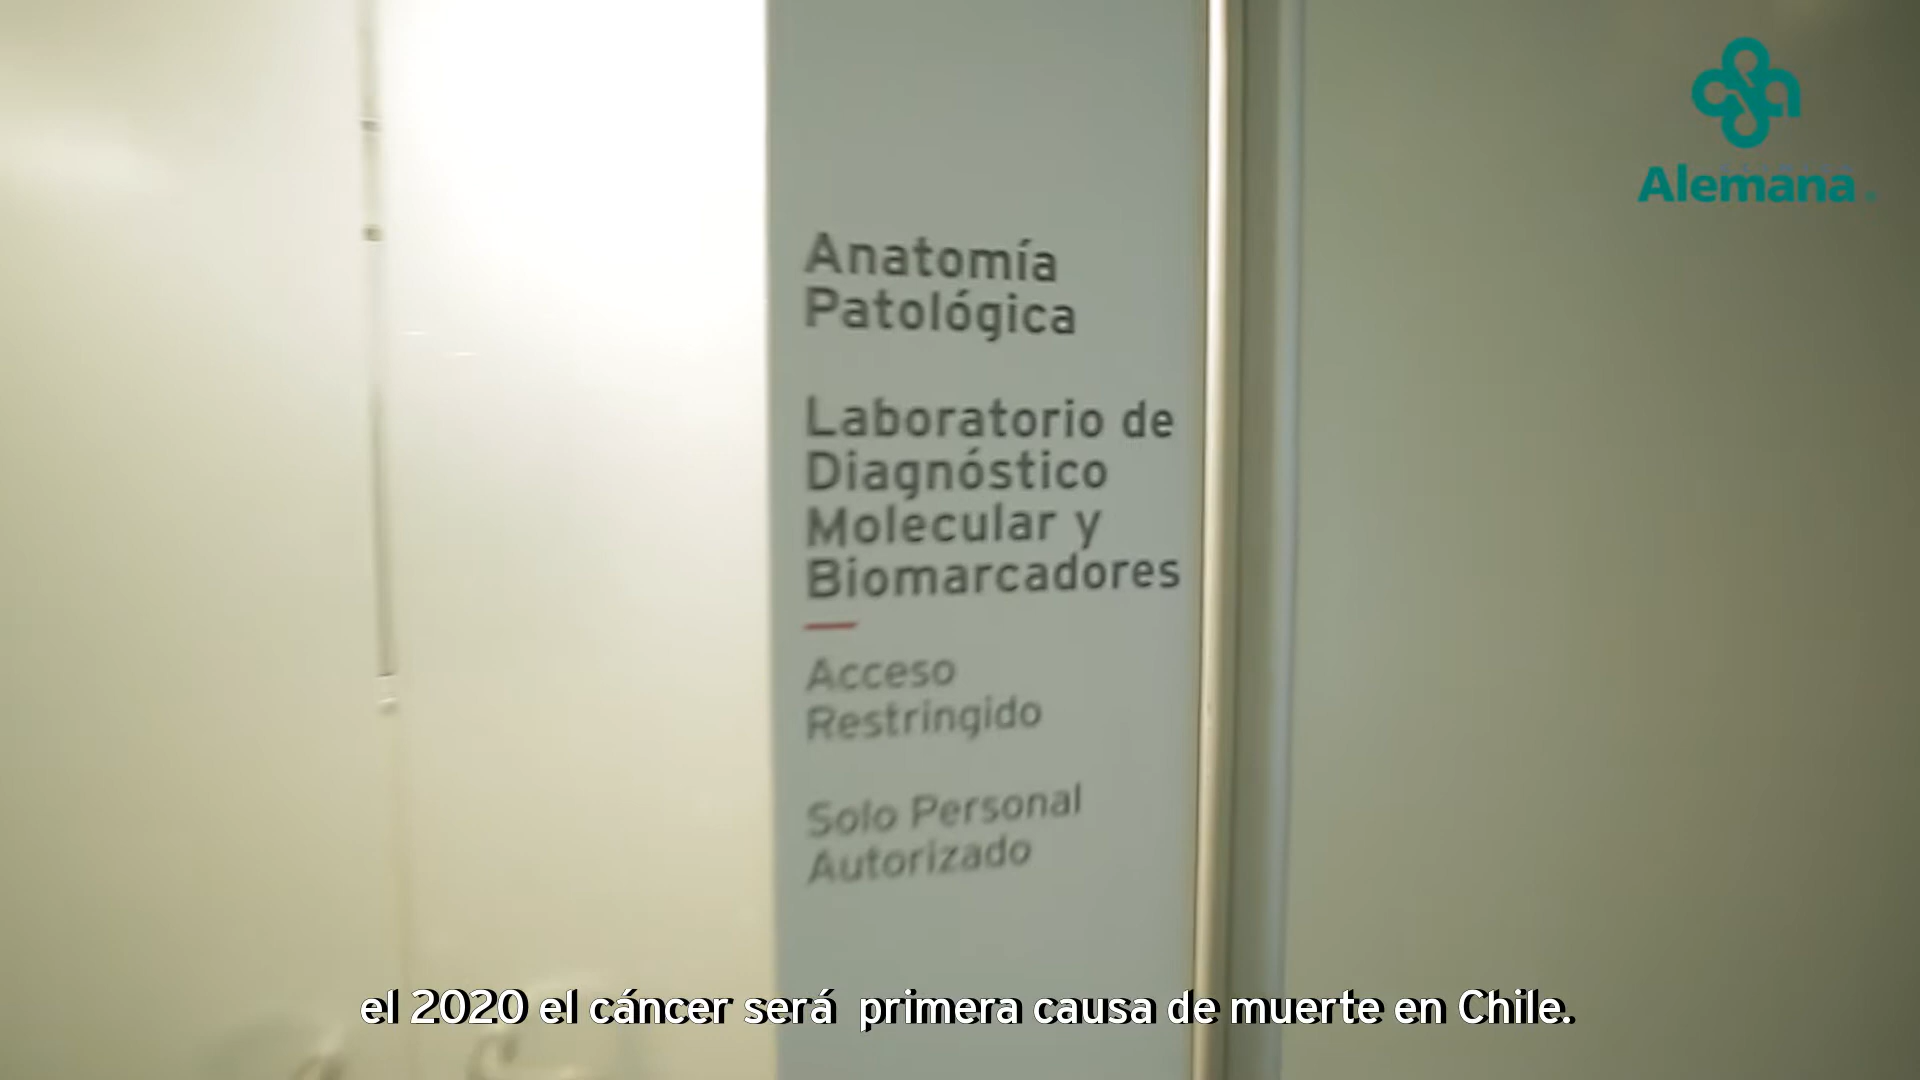 Alemana
Anatomía
Patológica
Laboratorio de
Diagnóstico
Molecular y
Biomarcadores
Acceso
Restringido
Solo Personal
Autorizado
el 2020 el cáncer será primera causa de muerte en Chile.